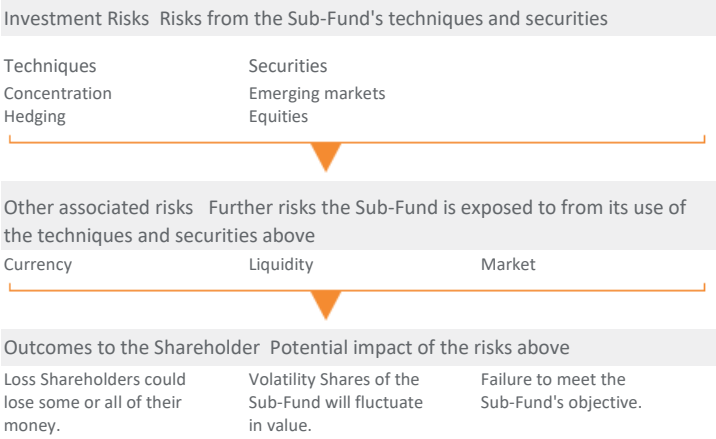 Investment Risks Risks from the Sub-Fund's techniques and securities
Techniques
Securities
Concentration
Emerging markets
Hedging
Equities
Other associated risks Further risks the Sub-Fund is exposed to from its use of
the techniques and securities above
Currency
Liquidity
Market
Outcomes to the Shareholder Potential impact of the risks above
Loss Shareholders could
lose some or all of their
money.
Volatility Shares of the
Sub-Fund will fluctuate
in value.
Failure to meet the
Sub-Fund's objective.